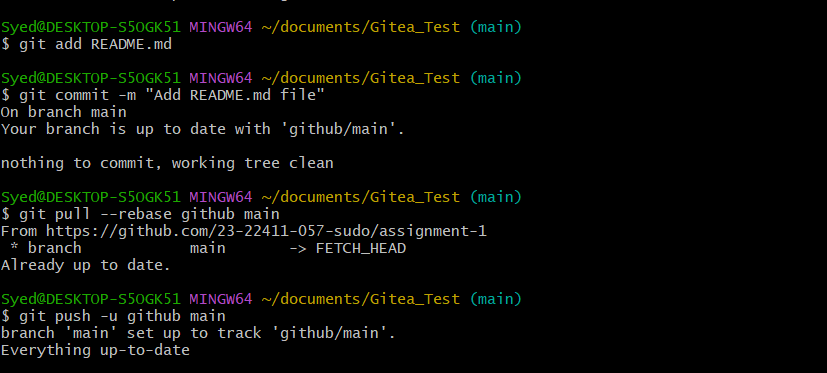 Syed@DESKTOP-S5OGK51 MINGW64 ~/documents/Gitea_Test (main)
$ git add README.md
Syed@DESKTOP-S5OGK51 MINGW64 ~/documents/Gitea_Test (main)
$ git commit -m "Add README.md file"
On branch main
Your branch is up to date with 'github/main'.
nothing to commit, working tree clean
Syed@DESKTOP-S5OGK51 MINGW64 ~/documents/Gitea_Test (main)
$ git pull --rebase github main
From https://github.com/23-22411-057-sudo/assignment-1
 * branch            main       -> FETCH_HEAD
Already up to date.
Syed@DESKTOP-S5OGK51 MINGW64 ~/documents/Gitea_Test (main)
$ git push -u github main
branch 'main' set up to track 'github/main'.
Everything up-to-date